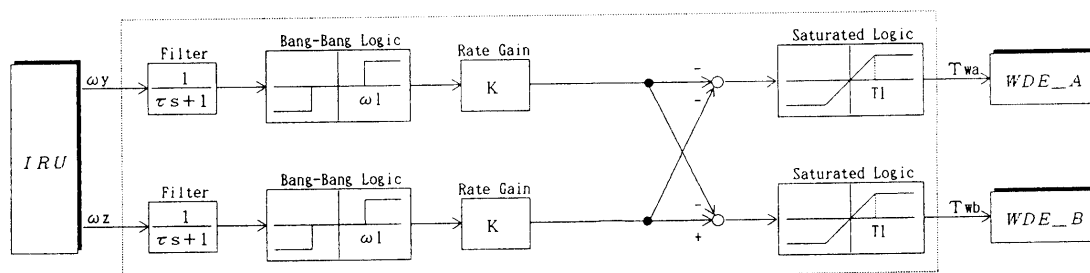 Filter
Bang-Bang Logic
Rate Gain
Saturated Logic
ωy
1
τs+1
ω1
K
-
-
T1
Twa
WDE_A
IRU
Filter
Bang-Bang Logic
Rate Gain
Saturated Logic
ωz
1
τs+1
ω1
K
-
+
T1
Twb
WDE_B